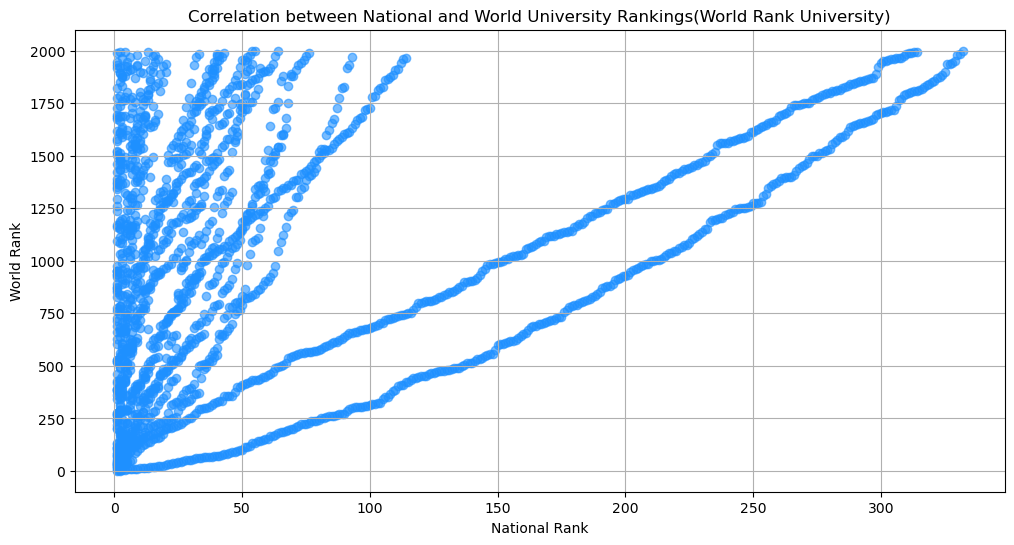 Correlation between National and World University Rankings(World Rank University)
2000
1750
1500
1250
1000
750
500
250
0
World Rank
0 50 100 150 200 250 300
National Rank